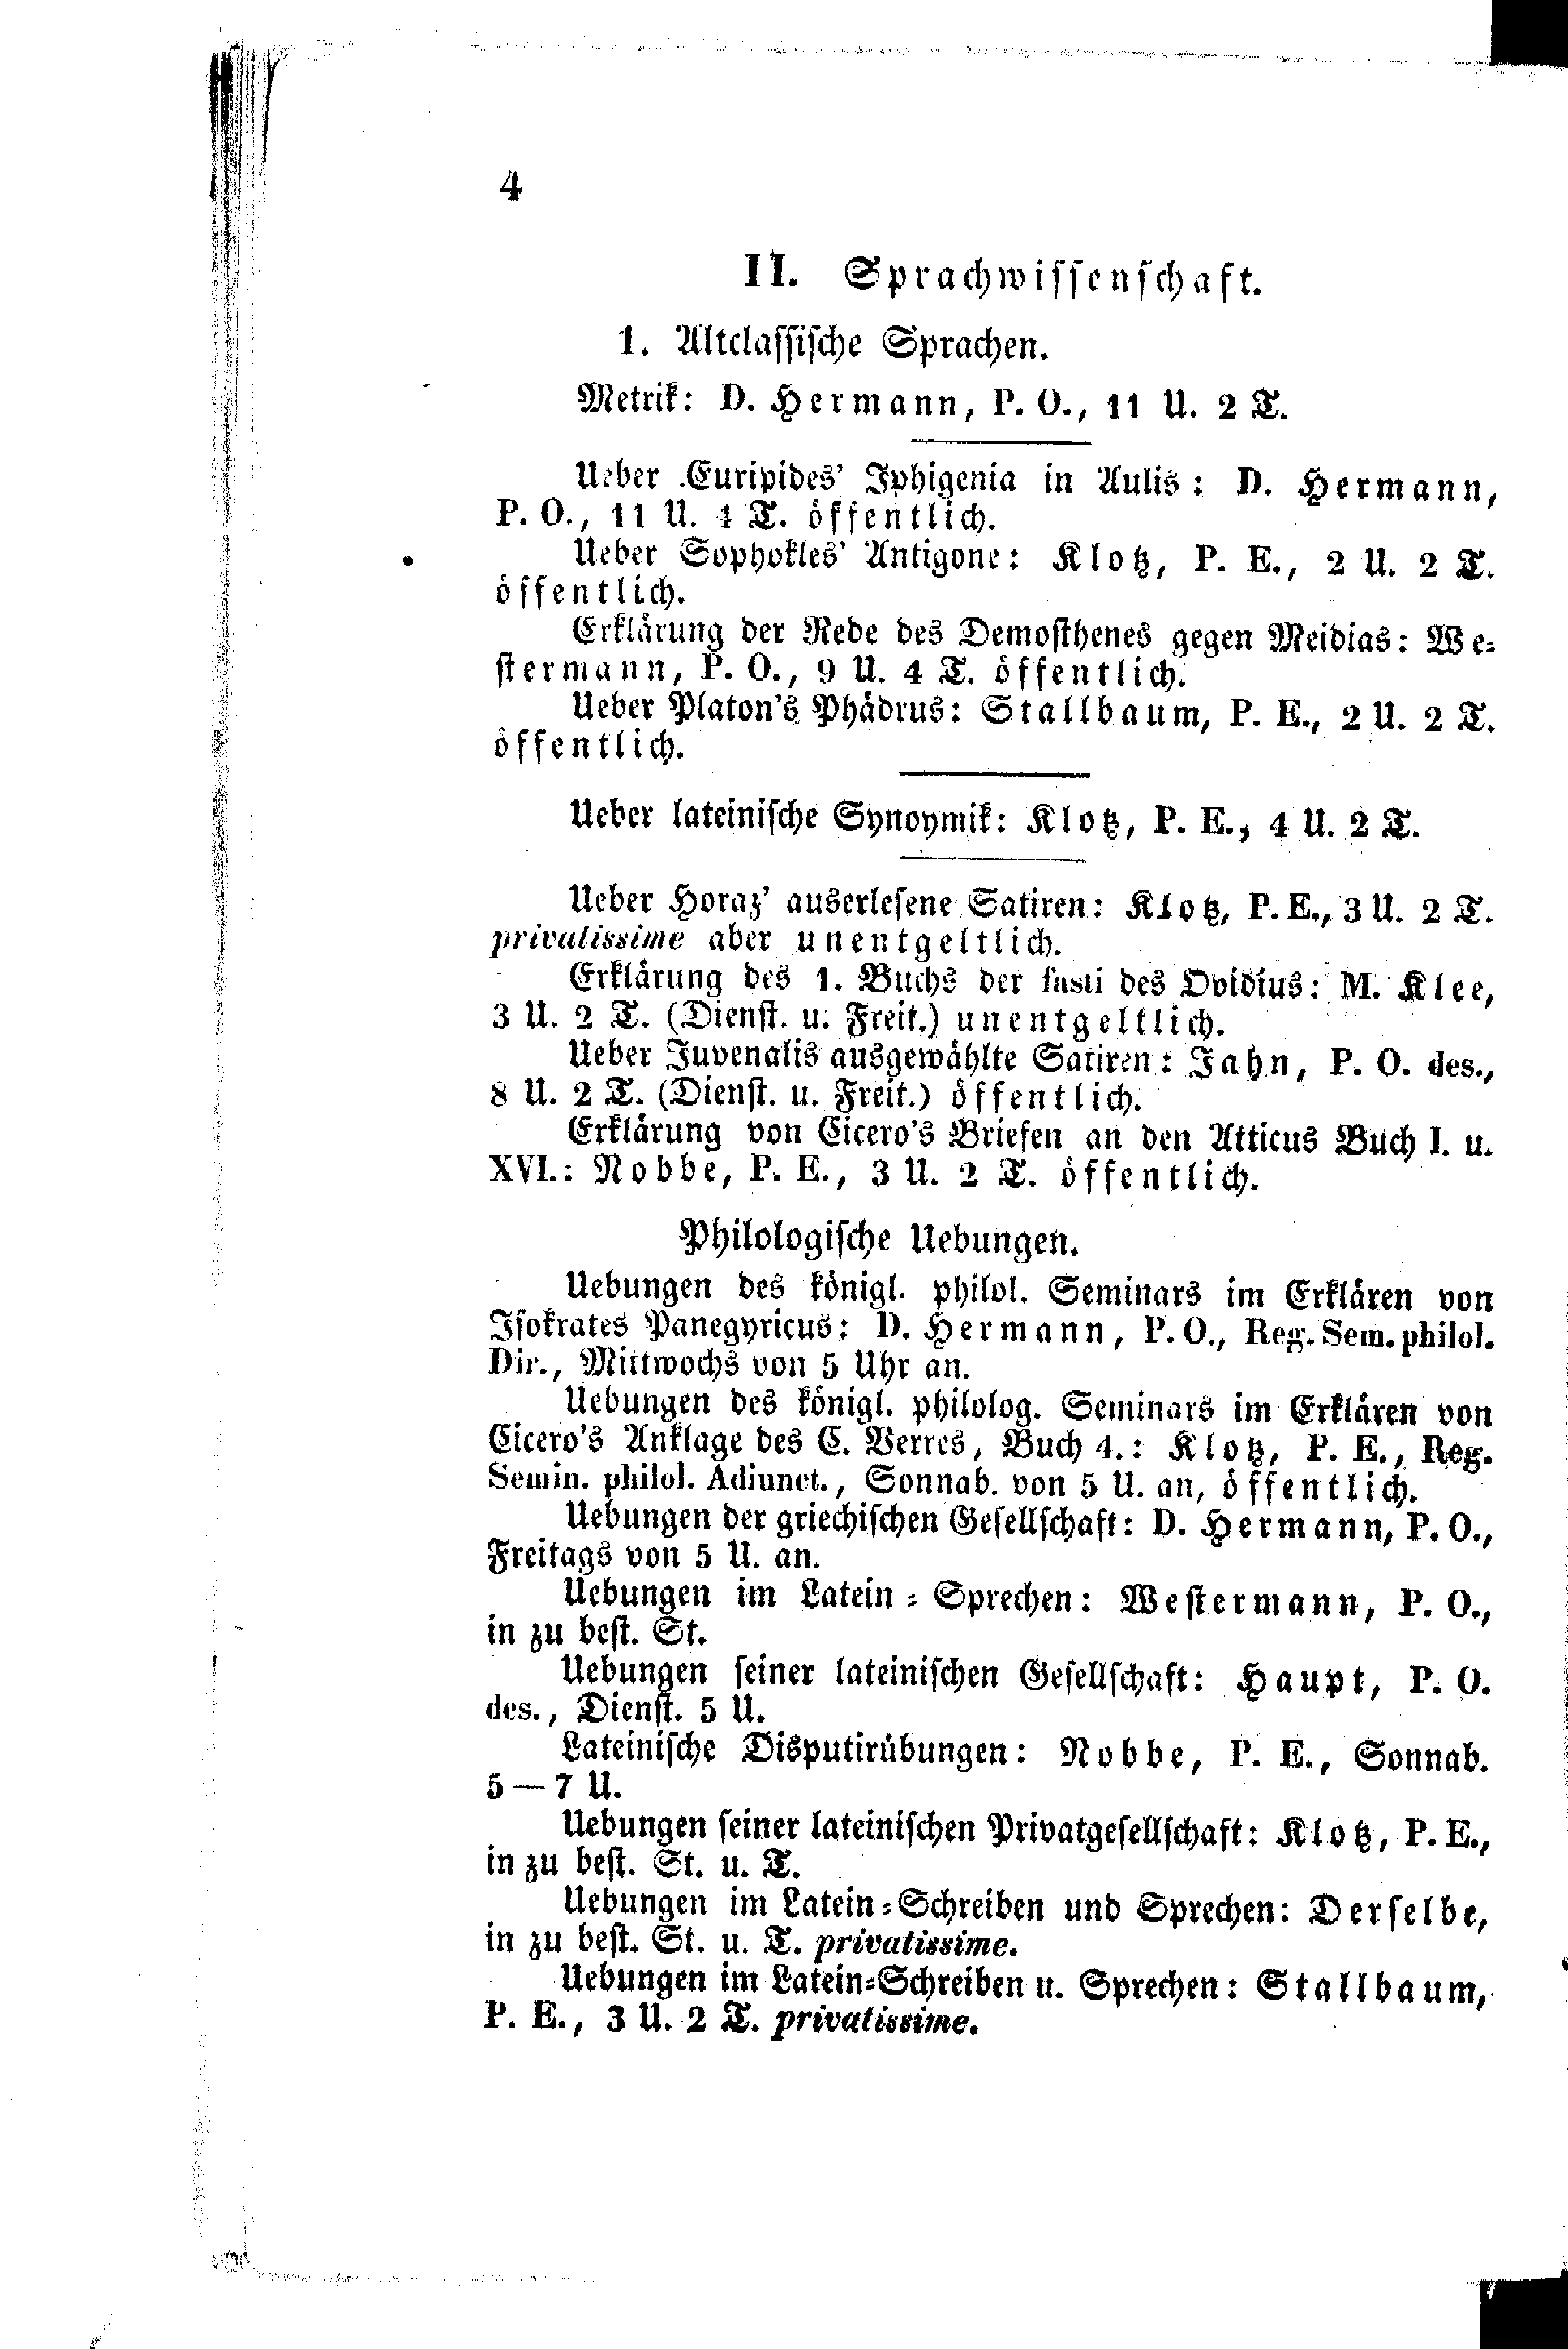 4
II. Sprachwissenschaft.
1. Altclassische Sprachen.
Metrik: D. Hermann, P. O., 11 U. 2 T.
Ueber Euripides' Iphigenia in Aulis: D. Hermann,
P. O., 11 U. 4 T. öffentlich.
Ueber Sophokles' Antigone: Klotz, P. E., 2 U. 2 T.
öffentlich.
Erklärung der Rede des Demosthenes gegen Meidias: We-
stermann, P. O., 9 U. 4 T. öffentlich.
Ueber Platon's Phädrus: Stallbaum, P. E., 2 U. 2 T.
öffentlich.
Ueber lateinische Synoymik: Klotz, P. E., 4 U. 2 T.
Ueber Horaz' auserlesene Satiren: Klotz, P. E., 3 U. 2 T.
privatissime aber unentgeltlich.
Erklärung des 1. Buchs der fasti des Ovidius: M. Klee,
3 U. 2 T. (Dienst. u. Freit.) unentgeltlich.
Ueber Juvenalis ausgewählte Satiren: Jahn, P. O. des.,
8 U. 2 T. (Dienst. u. Freit.) öffentlich.
Erklärung von Cicero's Briefen an den Atticus Buch I. u.
XVI.: Nobbe, P. E., 3 U. 2 T. öffentlich.
Philologische Uebungen.
Uebungen des königl. philol. Seminars im Erklären von
Isokrates Panegyricus: D. Hermann, P. O., Reg. Sem. philol.
Dir., Mittwochs von 5 Uhr an.
Uebungen des königl. philolog. Seminars im Erklären von
Cicero's Anklage des C. Verres, Buch 4.: Klotz, P. E., Reg.
Semin. philol. Adiunct., Sonnab. von 5 U. an, öffentlich.
Uebungen der griechischen Gesellschaft: D. Hermann, P. O.,
Freitags von 5 U. an.
Uebungen im Latein-Sprechen: Westermann, P. O.,
in zu best. St.
Uebungen seiner lateinischen Gesellschaft: Haupt, P. O.
des., Dienst. 5 U.
Lateinische Disputirübungen: Nobbe, P. E., Sonnab.
5 — 7 U.
Uebungen seiner lateinischen Privatgesellschaft: Klotz, P. E.,
in zu best. St. u. T.
Uebungen im Latein-Schreiben und Sprechen: Derselbe,
in zu best. St. u. T. privatissime.
Uebungen im Latein-Schreiben u. Sprechen: Stallbaum,
P. E., 3 U. 2 T. privatissime.